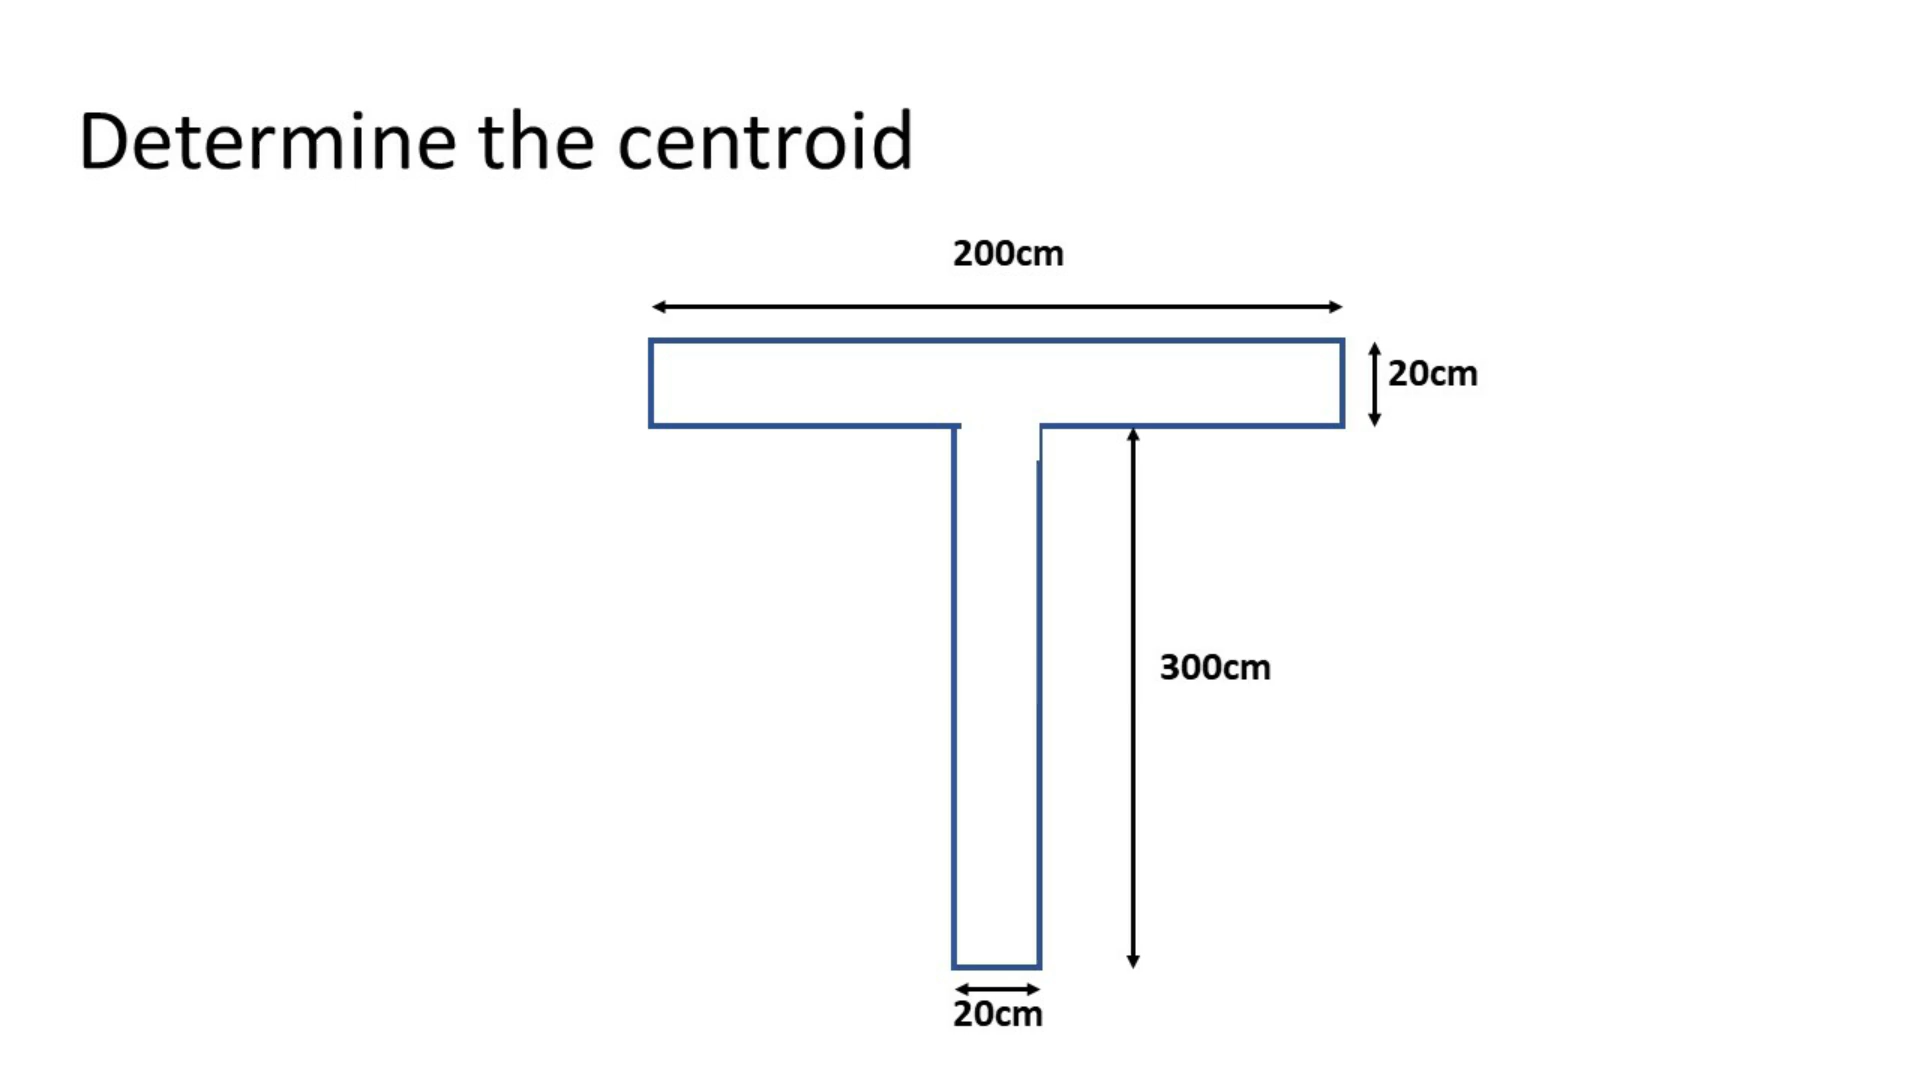 Determine the centroid
200cm
20cm
300cm
20cm